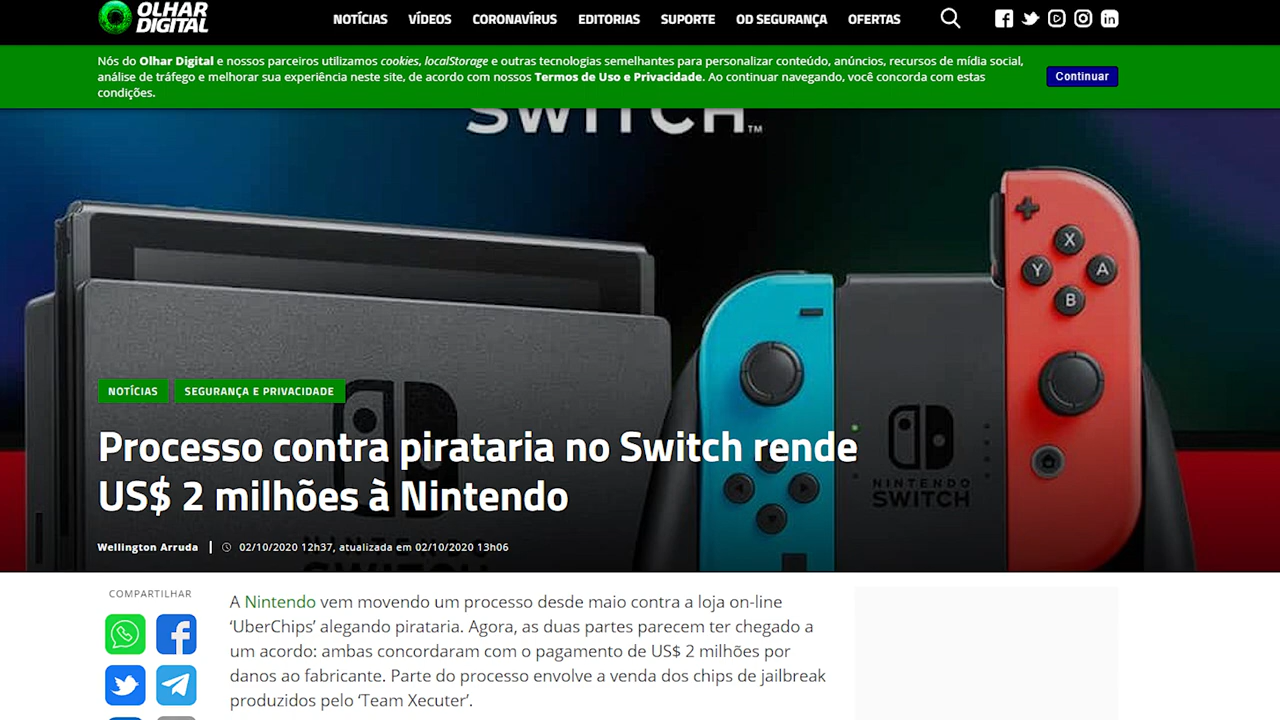 OLHAR
DIGITAL
NOTÍCIAS VÍDEOS CORONAVÍRUS EDITORIAS SUPORTE OD SEGURANÇA OFERTAS
Nós do Olhar Digital e nossos parceiros utilizamos cookies, localStorage e outras tecnologias semelhantes para personalizar conteúdo, anúncios, recursos de mídia social,
análise de tráfego e melhorar sua experiência neste site, de acordo com nossos Termos de Uso e Privacidade. Ao continuar navegando, você concorda com estas
condições.
Continuar
SWITCH™
X
Y A
B
NOTÍCIAS SEGURANÇA E PRIVACIDADE
Processo contra pirataria no Switch rende
US$ 2 milhões à Nintendo
NINTENDO
SWITCH
Wellington Arruda | 02/10/2020 12h37, atualizada em 02/10/2020 13h06
COMPARTILHAR
A Nintendo vem movendo um processo desde maio contra a loja on-line
‘UberChips’ alegando pirataria. Agora, as duas partes parecem ter chegado a
um acordo: ambas concordaram com o pagamento de US$ 2 milhões por
danos ao fabricante. Parte do processo envolve a venda dos chips de jailbreak
produzidos pelo ‘Team Xecuter’.